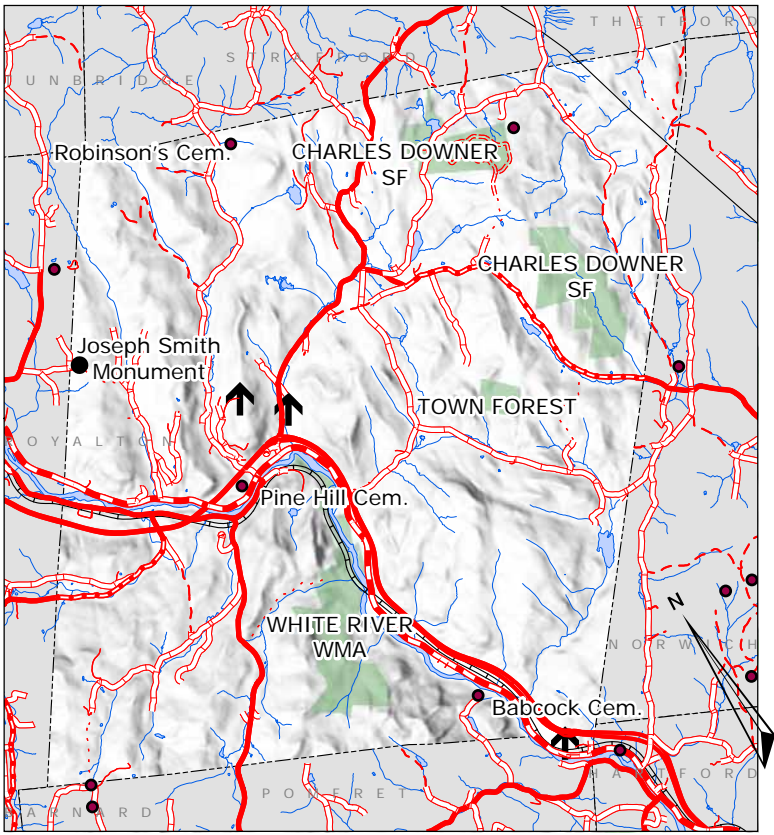 THETFORD
STRAFFORD
TUNBRIDGE
Robinson's Cem.
CHARLES DOWNER
SF
CHARLES DOWNER
SF
Joseph Smith
Monument
TOWN FOREST
ROYALTON
Pine Hill Cem.
N
WHITE RIVER
WMA
NORWICH
Babcock Cem.
HARTFORD
POMFRET
BARNARD